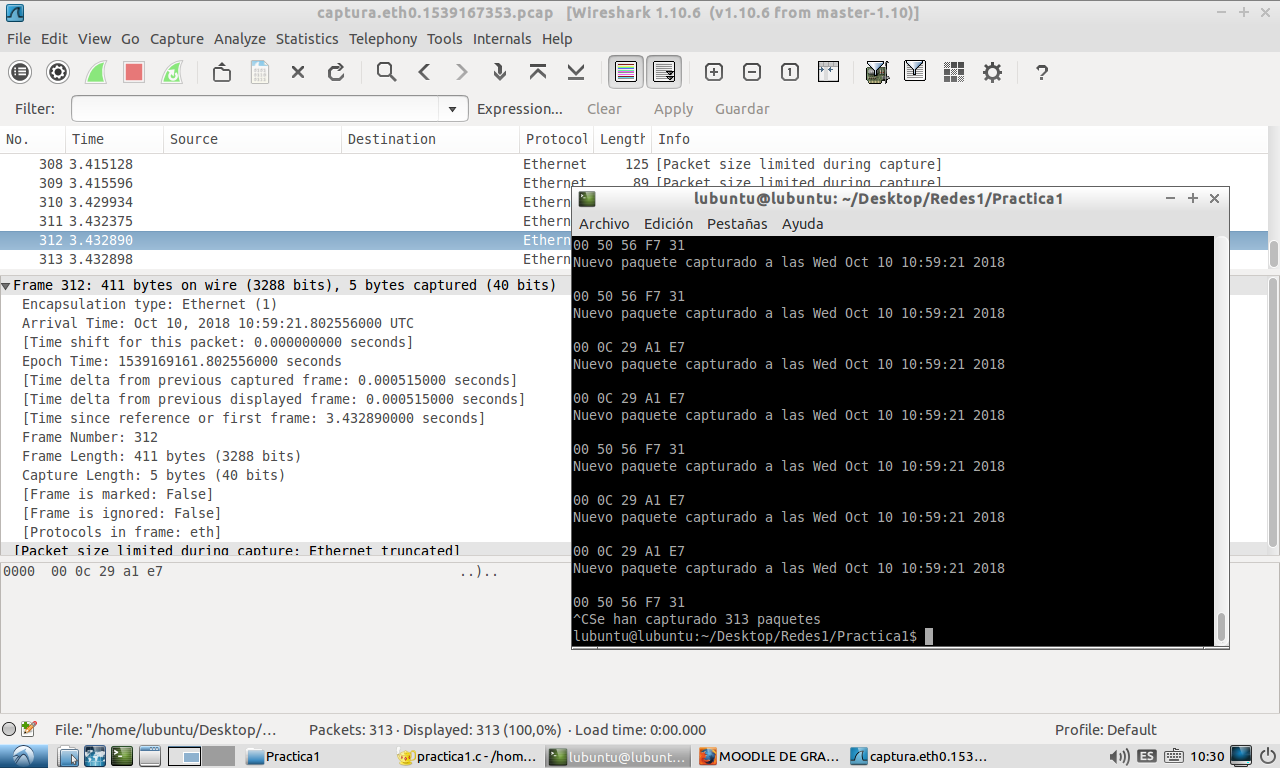 captura.eth0.1539167353.pcap [Wireshark 1.10.6 (v1.10.6 from master-1.10)]
File Edit View Go Capture Analyze Statistics Telephony Tools Internals Help
Filter: Expression... Clear Apply Guardar
No. Time Source Destination Protocol Length Info
308 3.415128 Ethernet 125 [Packet size limited during capture]
309 3.415596 Ethernet 89 [Packet size limited during capture]
310 3.429934 Ethern
311 3.432375 Ethern
312 3.432890 Ethern
313 3.432898 Ethern
Frame 312: 411 bytes on wire (3288 bits), 5 bytes captured (40 bits)
Encapsulation type: Ethernet (1)
Arrival Time: Oct 10, 2018 10:59:21.802556000 UTC
[Time shift for this packet: 0.000000000 seconds]
Epoch Time: 1539169161.802556000 seconds
[Time delta from previous captured frame: 0.000515000 seconds]
[Time delta from previous displayed frame: 0.000515000 seconds]
[Time since reference or first frame: 3.432890000 seconds]
Frame Number: 312
Frame Length: 411 bytes (3288 bits)
Capture Length: 5 bytes (40 bits)
[Frame is marked: False]
[Frame is ignored: False]
[Protocols in frame: eth]
[Packet size limited during capture: Ethernet truncated]
0000 00 0c 29 a1 e7 ..)..
lubuntu@lubuntu: ~/Desktop/Redes1/Practica1
Archivo Edición Pestañas Ayuda
00 50 56 F7 31
Nuevo paquete capturado a las Wed Oct 10 10:59:21 2018
00 50 56 F7 31
Nuevo paquete capturado a las Wed Oct 10 10:59:21 2018
00 0C 29 A1 E7
Nuevo paquete capturado a las Wed Oct 10 10:59:21 2018
00 0C 29 A1 E7
Nuevo paquete capturado a las Wed Oct 10 10:59:21 2018
00 50 56 F7 31
Nuevo paquete capturado a las Wed Oct 10 10:59:21 2018
00 0C 29 A1 E7
Nuevo paquete capturado a las Wed Oct 10 10:59:21 2018
00 0C 29 A1 E7
Nuevo paquete capturado a las Wed Oct 10 10:59:21 2018
00 50 56 F7 31
^CSe han capturado 313 paquetes
lubuntu@lubuntu:~/Desktop/Redes1/Practica1$
File: "/home/lubuntu/Desktop/... Packets: 313 · Displayed: 313 (100,0%) · Load time: 0:00.000 Profile: Default
Practica1 practica1.c - /hom... lubuntu@lubunt... MOODLE DE GRA... captura.eth0.153... ES 10:30